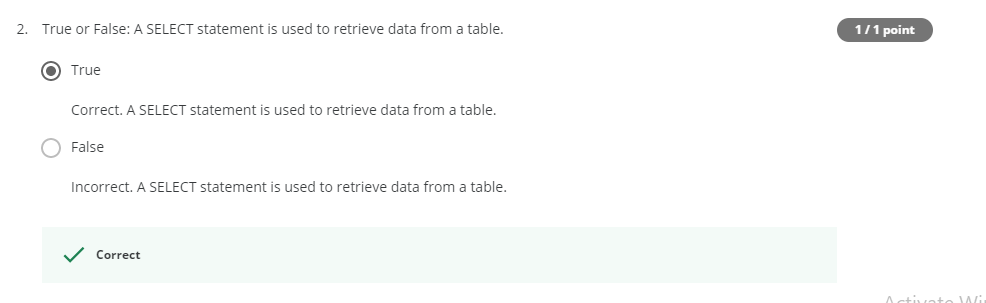 2. True or False: A SELECT statement is used to retrieve data from a table.
1 / 1 point
True
Correct. A SELECT statement is used to retrieve data from a table.
False
Incorrect. A SELECT statement is used to retrieve data from a table.
Correct
Activate Wi